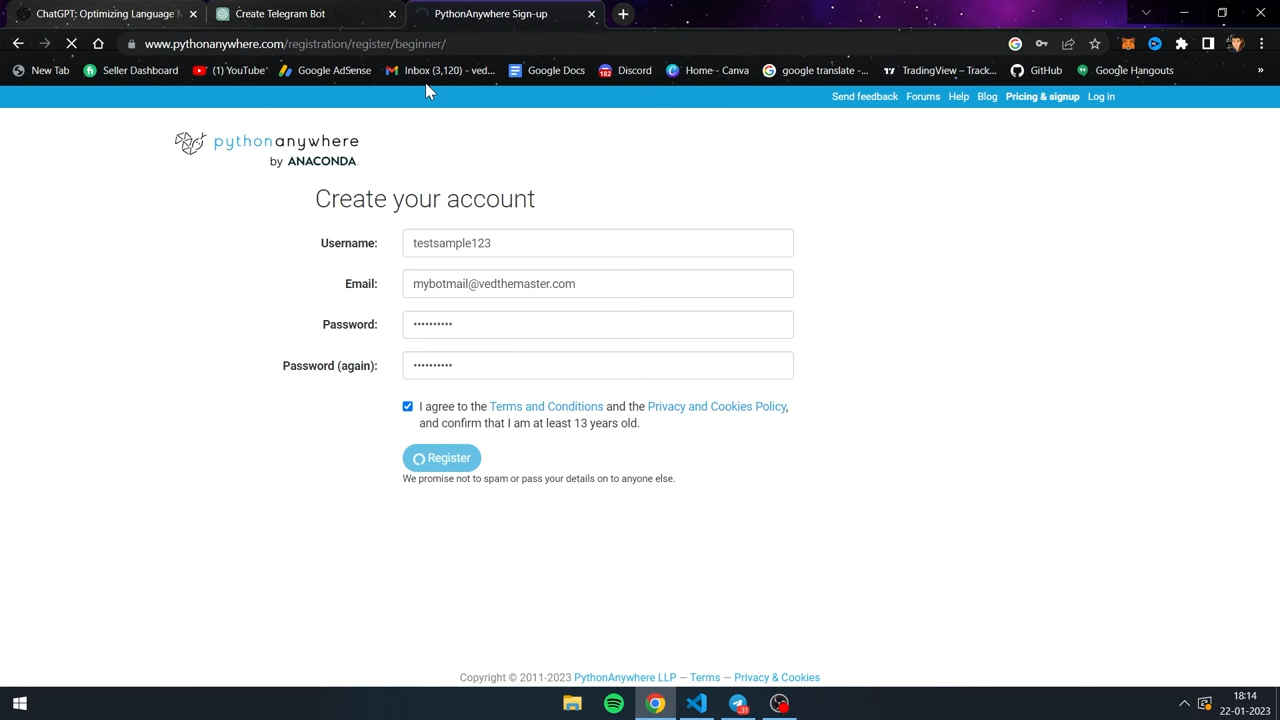 ChatGPT: Optimizing Language M
Create Telegram Bot
PythonAnywhere Sign-up
www.pythonanywhere.com/registration/register/beginner/
New Tab
Seller Dashboard
(1) YouTube
Google AdSense
Inbox (3,120) - ved...
Google Docs
182
Discord
Home - Canva
google translate -...
TradingView – Track...
GitHub
Google Hangouts
»
Send feedback Forums Help Blog Pricing & signup Log in
pythonanywhere
by ANACONDA
Create your account
Username:
testsample123
Email:
mybotmail@vedthemaster.com
Password:
••••••••••
Password (again):
••••••••••
I agree to the Terms and Conditions and the Privacy and Cookies Policy,
and confirm that I am at least 13 years old.
Register
We promise not to spam or pass your details on to anyone else.
Copyright © 2011-2023 PythonAnywhere LLP — Terms — Privacy & Cookies
18:14
22-01-2023